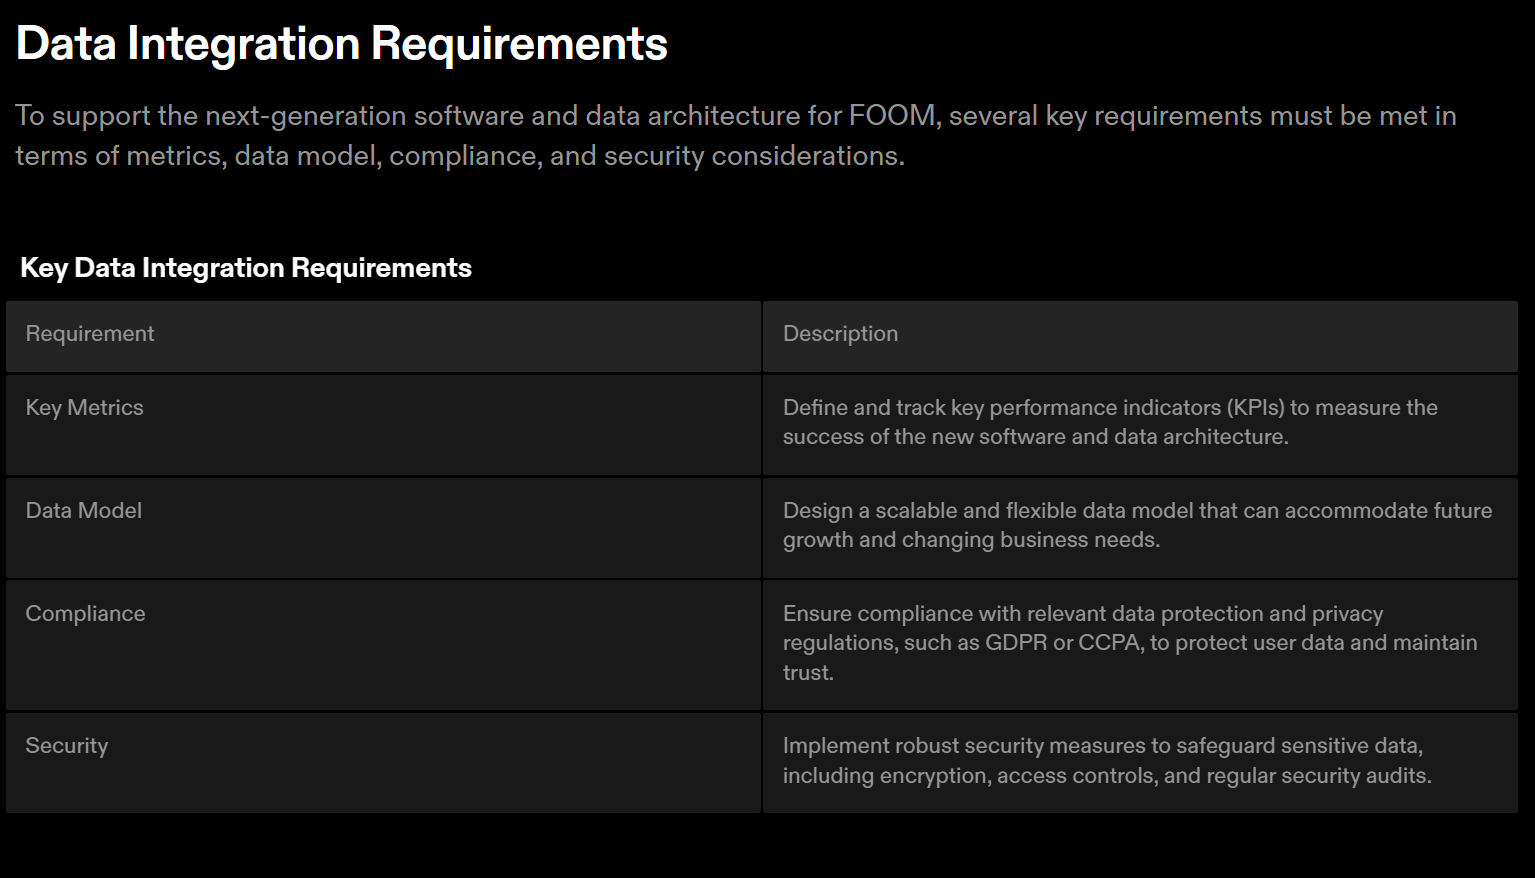 Data Integration Requirements
To support the next-generation software and data architecture for FOOM, several key requirements must be met in
terms of metrics, data model, compliance, and security considerations.
Key Data Integration Requirements
Requirement
Description
Key Metrics
Define and track key performance indicators (KPIs) to measure the
success of the new software and data architecture.
Data Model
Design a scalable and flexible data model that can accommodate future
growth and changing business needs.
Compliance
Ensure compliance with relevant data protection and privacy
regulations, such as GDPR or CCPA, to protect user data and maintain
trust.
Security
Implement robust security measures to safeguard sensitive data,
including encryption, access controls, and regular security audits.